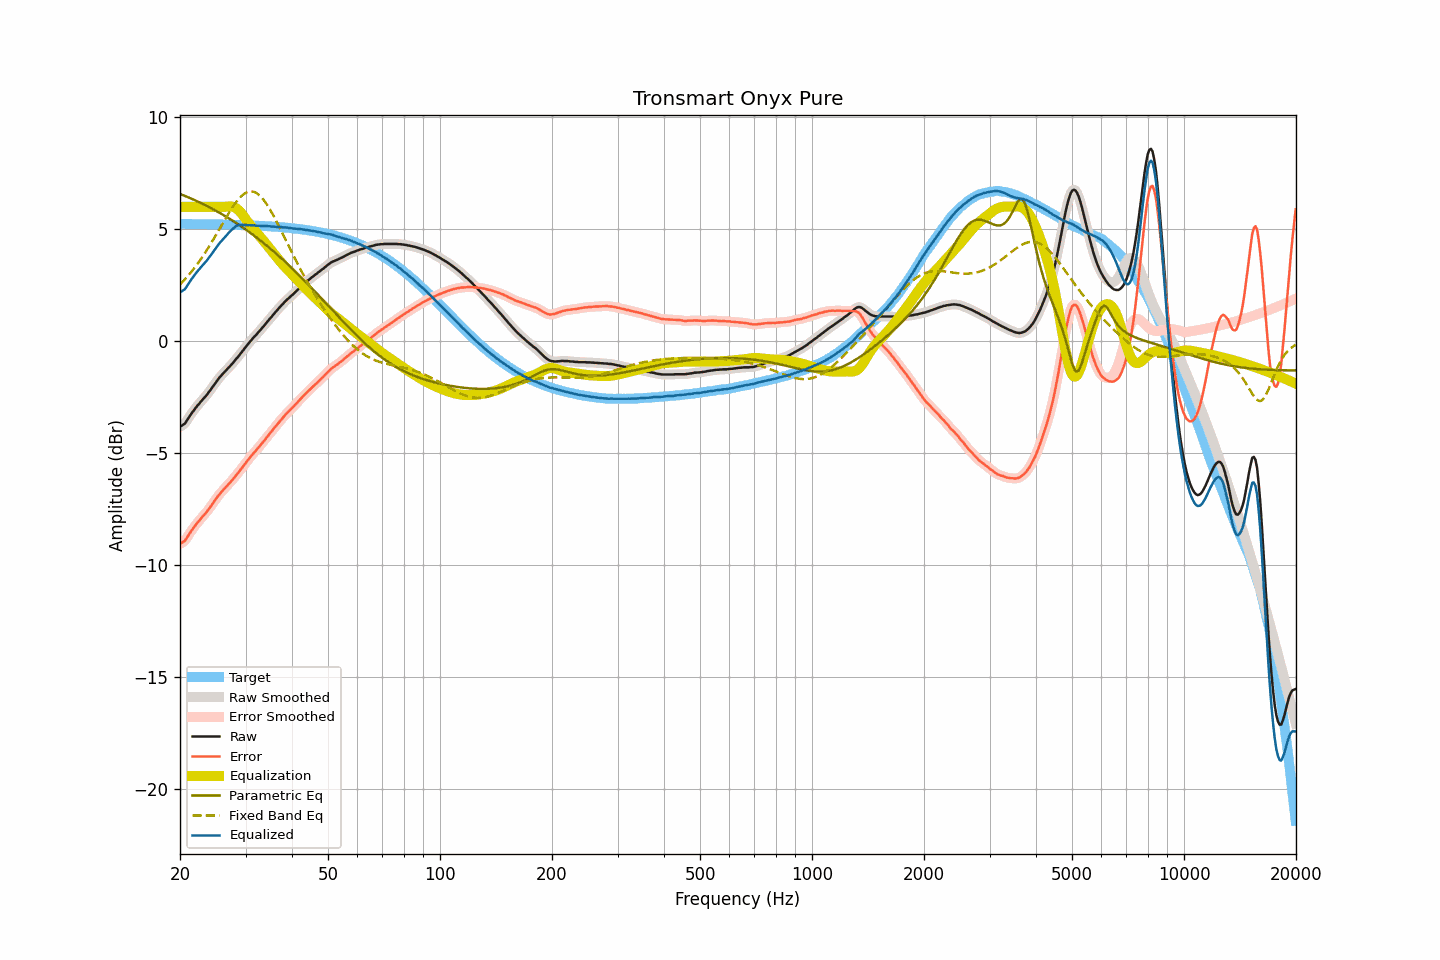 Tronsmart Onyx Pure
10
5
0
−5
−10
−15
−20
Amplitude (dBr)
Target
Raw Smoothed
Error Smoothed
Raw
Error
Equalization
Parametric Eq
Fixed Band Eq
Equalized
20 50 100 200 500 1000 2000 5000 10000 20000
Frequency (Hz)